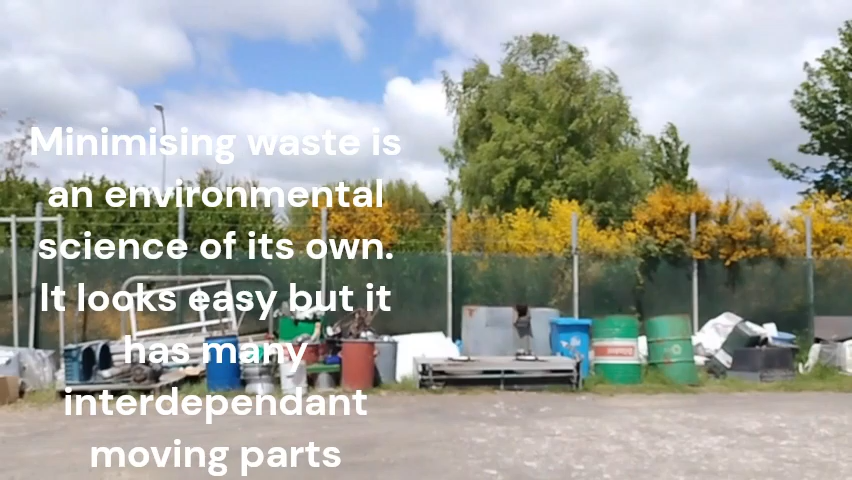 Minimising waste is
an environmental
science of its own.
It looks easy but it
has many
interdependant
moving parts